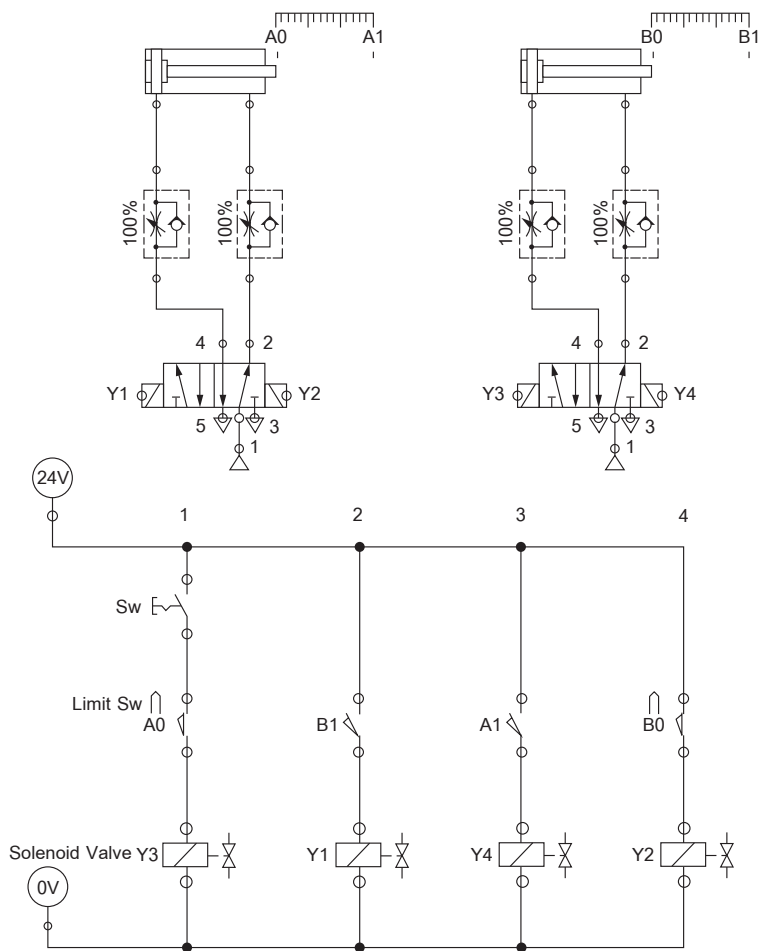 A0 A1 B0 B1
100% 100% 100% 100%
4 2 4 2
Y1 Y2 Y3 Y4
5 3 5 3
1 1
24V
1 2 3 4
Sw
Limit Sw
A0 B1 A1 B0
Solenoid Valve Y3 Y1 Y4 Y2
0V